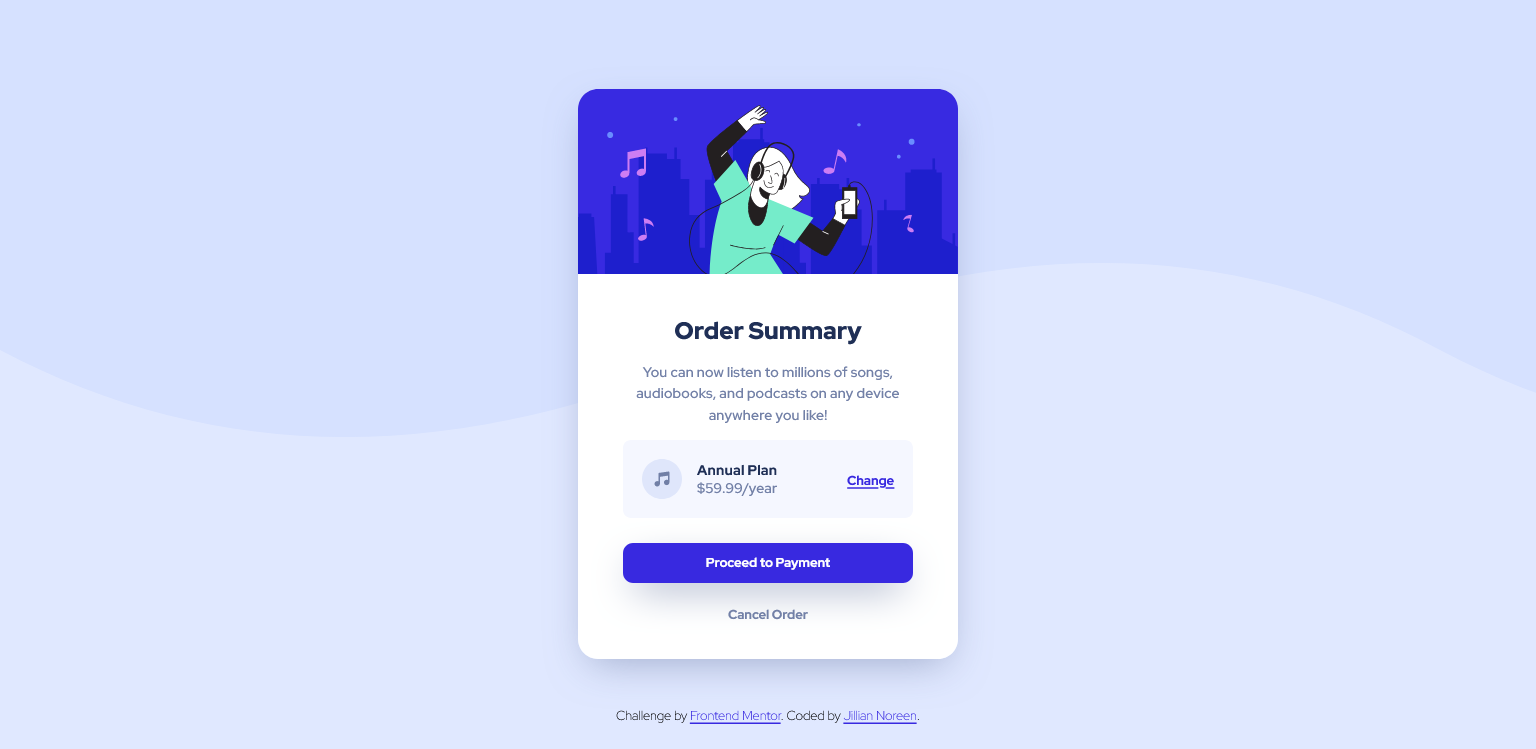 Order Summary
You can now listen to millions of songs,
audiobooks, and podcasts on any device
anywhere you like!
Annual Plan
$59.99/year
Change
Proceed to Payment
Cancel Order
Challenge by Frontend Mentor. Coded by Jillian Noreen.